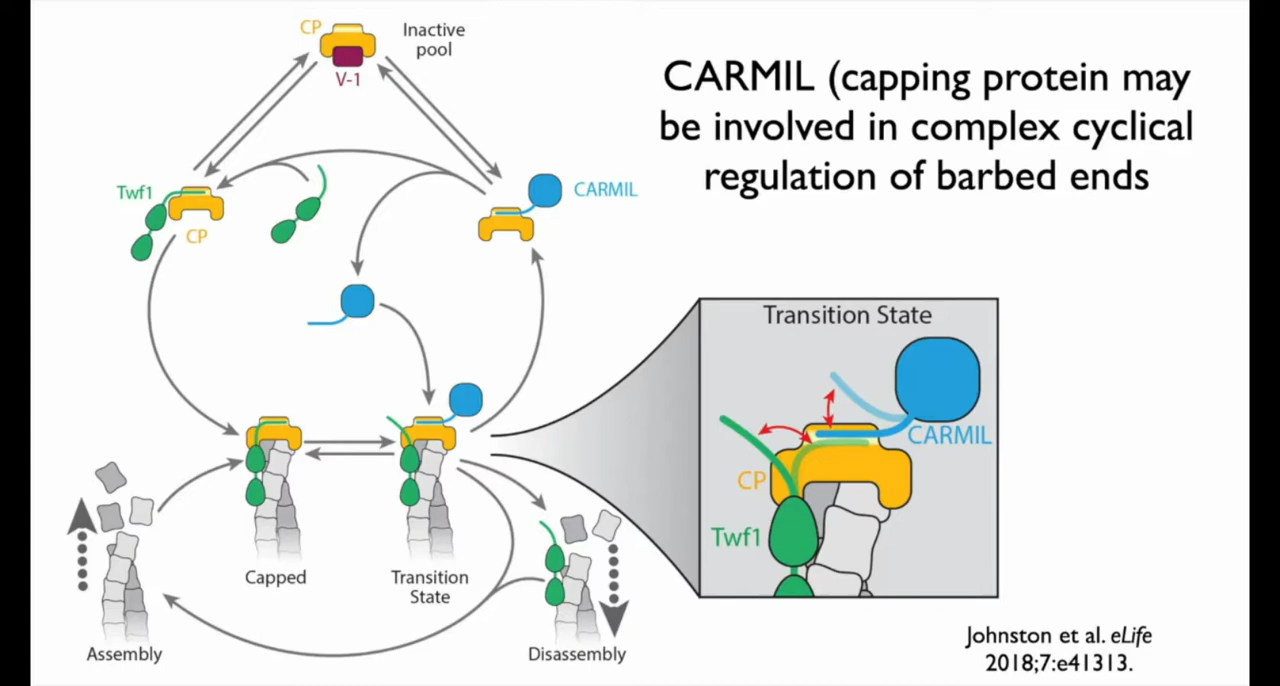 CP
Inactive
pool
V-1
CARMIL (capping protein may
be involved in complex cyclical
regulation of barbed ends
Twf1
CP
CARMIL
Transition State
CARMIL
CP
Twf1
Capped
Transition
State
Assembly
Disassembly
Johnston et al. eLife
2018;7:e41313.